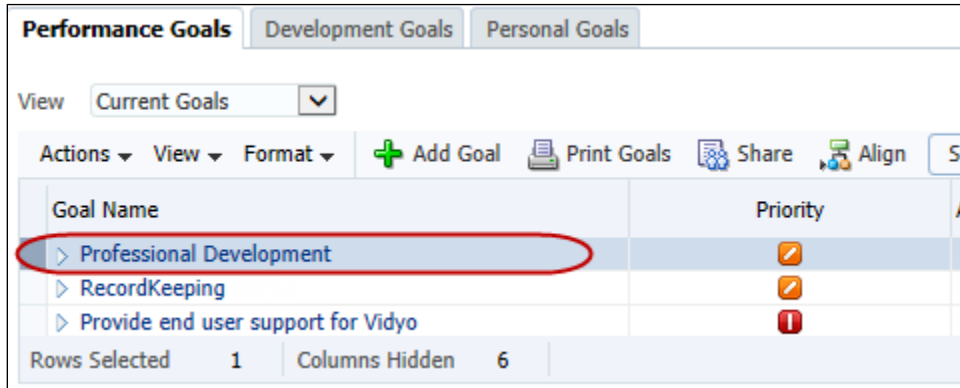 Performance Goals Development Goals Personal Goals
View Current Goals
Actions View Format Add Goal Print Goals Share Align
Goal Name Priority
Professional Development
RecordKeeping
Provide end user support for Vidyo
Rows Selected 1 Columns Hidden 6